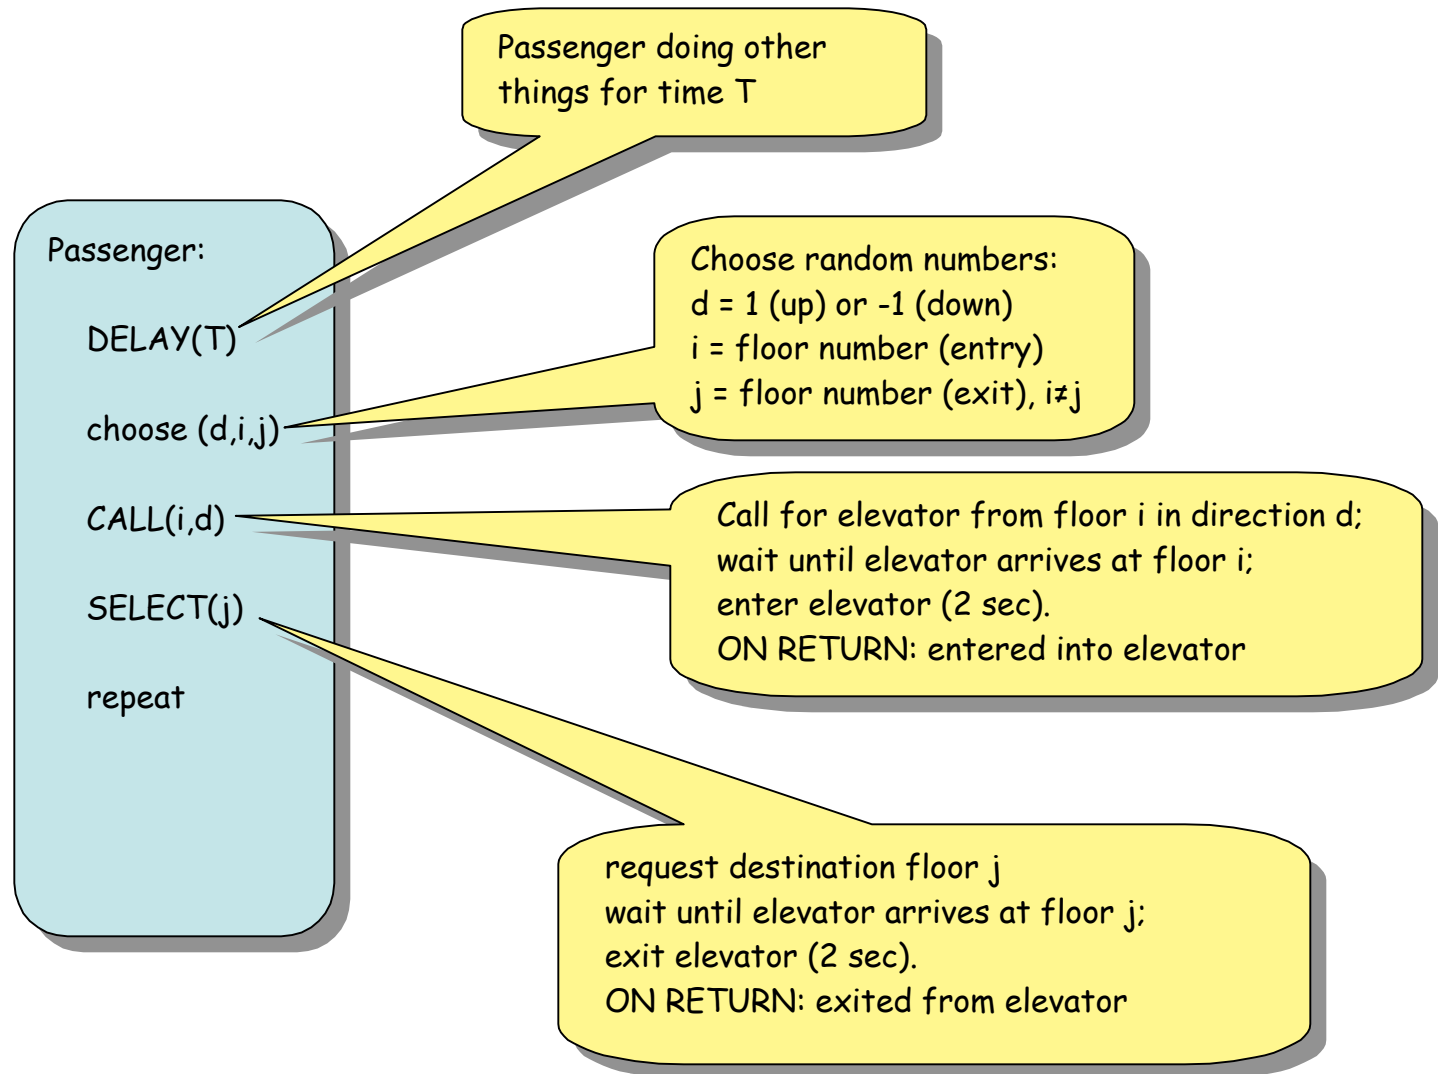 Passenger doing other
things for time T
Passenger:
DELAY(T)
choose (d,i,j)
CALL(i,d)
SELECT(j)
repeat
Choose random numbers:
d = 1 (up) or -1 (down)
i = floor number (entry)
j = floor number (exit), i≠j
Call for elevator from floor i in direction d;
wait until elevator arrives at floor i;
enter elevator (2 sec).
ON RETURN: entered into elevator
request destination floor j
wait until elevator arrives at floor j;
exit elevator (2 sec).
ON RETURN: exited from elevator